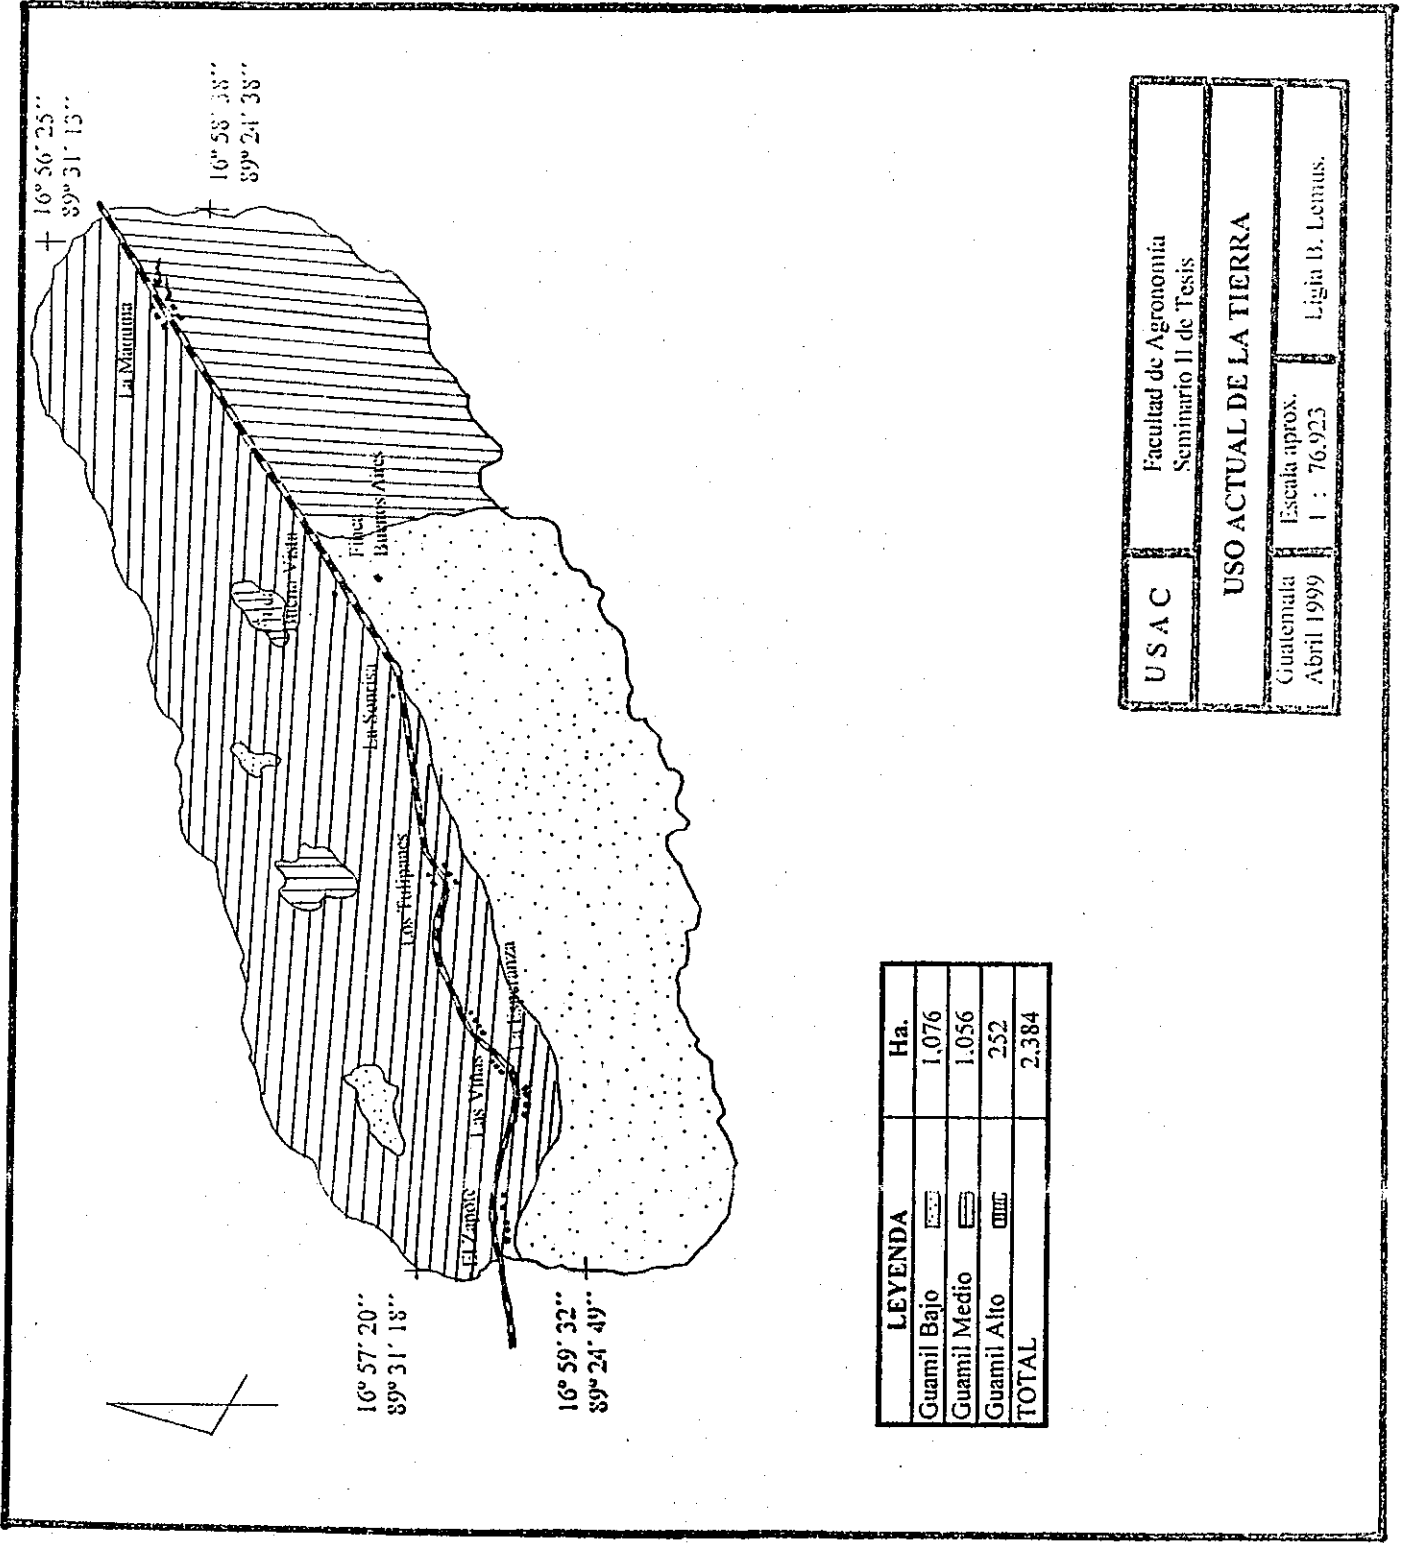 16° 56' 25''
89° 31' 13''
16° 58' 38''
89° 24' 38''
La Máquina
Buena Vista
Finca
Buenos Aires
La Sonrisa
Los Tulipanes
La Esperanza
Las Viñas
El Zapote
16° 57' 20''
89° 31' 18''
16° 59' 32''
89° 24' 49''
LEYENDA Ha.
Guamil Bajo 1,076
Guamil Medio 1,056
Guamil Alto 252
TOTAL 2,384
U S A C
Facultad de Agronomía
Seminario II de Tesis
USO ACTUAL DE LA TIERRA
Guatemala
Abril 1999
Escala aprox.
1 : 76,923
Ligia B. Lemus.